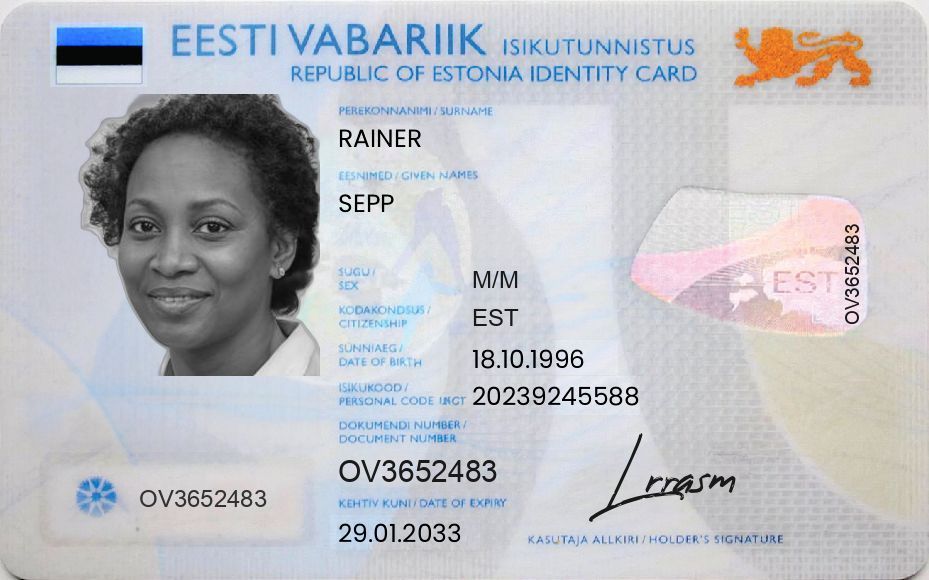 EESTI VABARIIK ISIKUTUNNISTUS
REPUBLIC OF ESTONIA IDENTITY CARD
PEREKONNANIMI / SURNAME
RAINER
EESNIMED / GIVEN NAMES
SEPP
SUGU /
SEX
M/M
KODAKONDSUS /
CITIZENSHIP
EST
SÜNNIAEG /
DATE OF BIRTH
18.10.1996
ISIKUKOOD /
PERSONAL CODE
20239245588
DOKUMENDI NUMBER /
DOCUMENT NUMBER
OV3652483
KEHTIV KUNI / DATE OF EXPIRY
29.01.2033
OV3652483
EST
OV3652483
KASUTAJA ALLKIRI / HOLDER'S SIGNATURE